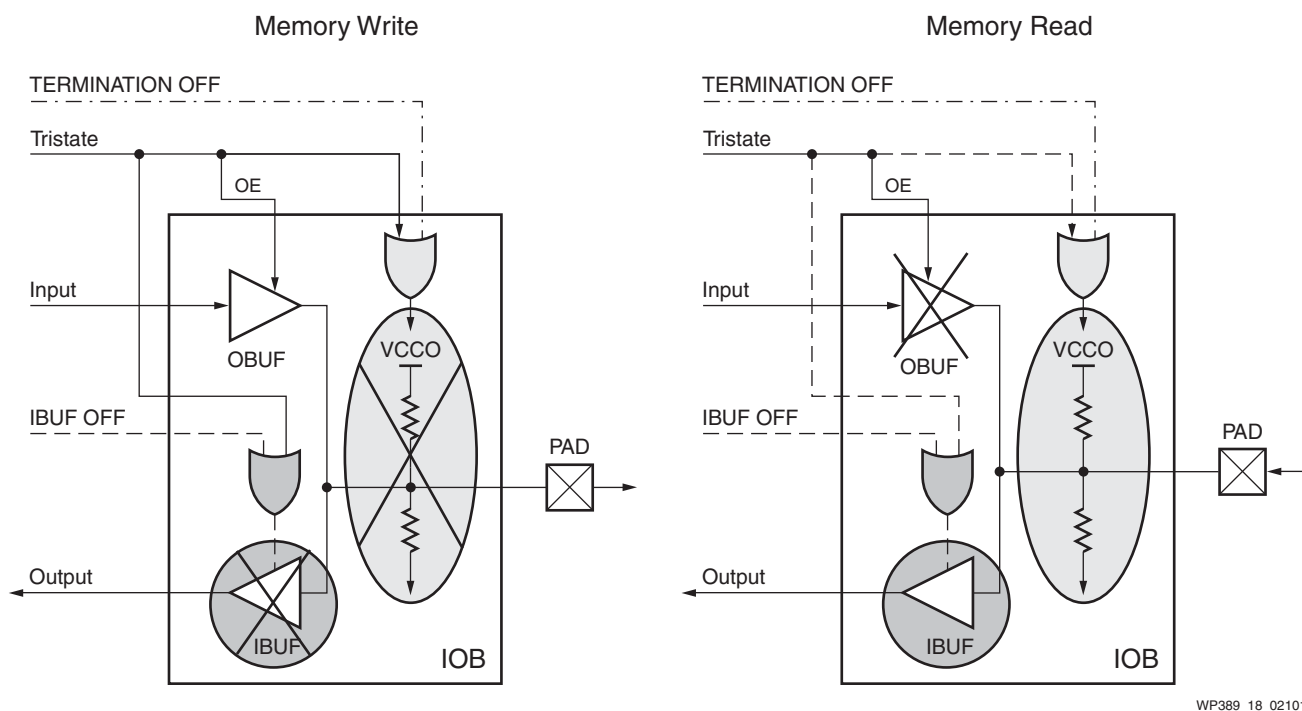 Memory Write
TERMINATION OFF
Tristate
OE
Input
OBUF
VCCO
IBUF OFF
PAD
Output
IBUF
IOB
Memory Read
TERMINATION OFF
Tristate
OE
Input
OBUF
VCCO
IBUF OFF
PAD
Output
IBUF
IOB
WP389_18_02101